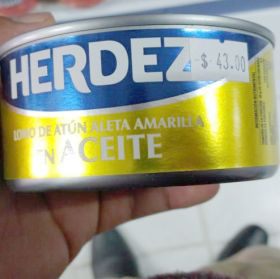 HERDEZ
$ 43.00
LOMO DE ATÚN ALETA AMARILLA
EN ACEITE